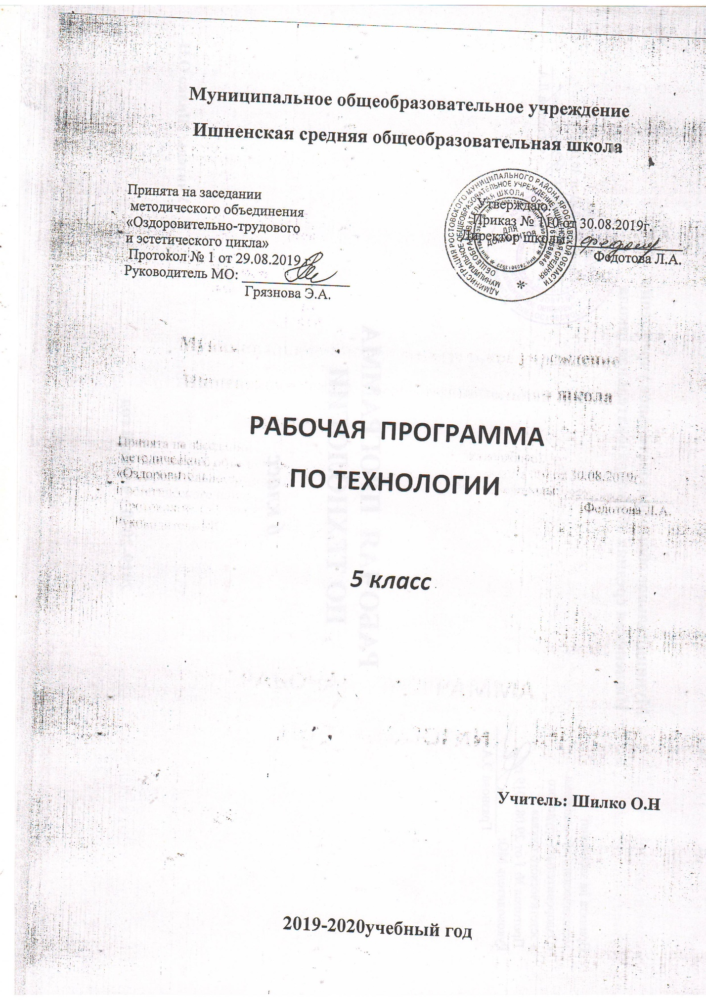 Муниципальное общеобразовательное учреждение
Ишненская средняя общеобразовательная школа
Принята на заседании
методического объединения
«Оздоровительно-трудового
и эстетического цикла»
Протокол № 1 от 29.08.2019 г.
Руководитель МО:
Грязнова Э.А.
Утверждаю:
Приказ № 110 от 30.08.2019г.
Директор школы:
Федотова Л.А.
АДМИНИСТРАЦИЯ РОСТОВСКОГО МУНИЦИПАЛЬНОГО РАЙОНА ЯРОСЛАВСКОЙ ОБЛАСТИ
МУНИЦИПАЛЬНОЕ ОБЩЕОБРАЗОВАТЕЛЬНОЕ УЧРЕЖДЕНИЕ ИШНЕНСКАЯ СРЕДНЯЯ
ОБЩЕОБРАЗОВАТЕЛЬНАЯ ШКОЛА
ДЛЯ
ДОКУМЕНТОВ
РАБОЧАЯ ПРОГРАММА
ПО ТЕХНОЛОГИИ
5 класс
Учитель: Шилко О.Н
2019-2020учебный год